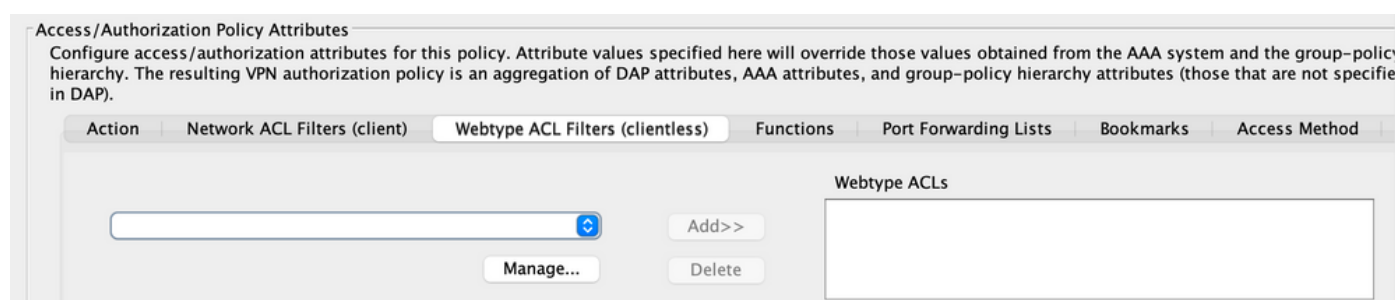 Access/Authorization Policy Attributes
Configure access/authorization attributes for this policy. Attribute values specified here will override those values obtained from the AAA system and the group-policy
hierarchy. The resulting VPN authorization policy is an aggregation of DAP attributes, AAA attributes, and group-policy hierarchy attributes (those that are not specifie
in DAP).
Action Network ACL Filters (client) Webtype ACL Filters (clientless) Functions Port Forwarding Lists Bookmarks Access Method
Webtype ACLs
Add>>
Manage... Delete